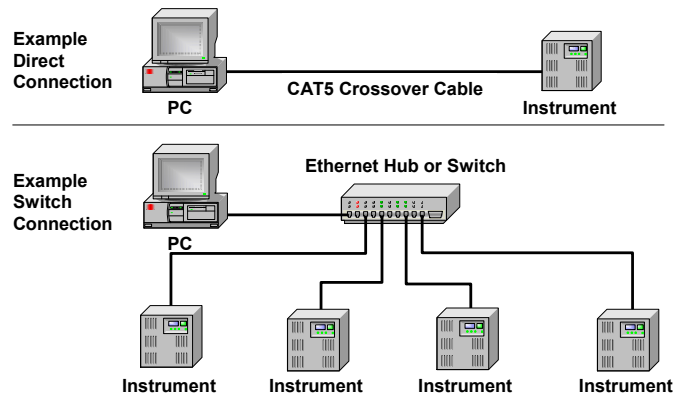 Example
Direct
Connection
CAT5 Crossover Cable
PC
Instrument
Ethernet Hub or Switch
Example
Switch
Connection
PC
Instrument
Instrument
Instrument
Instrument